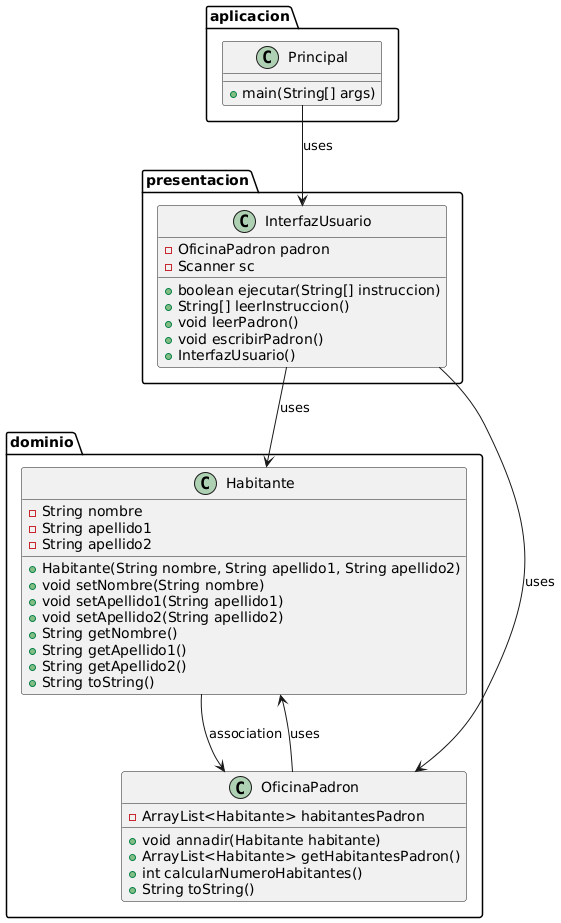 aplicacion
C Principal
main(String[] args)
uses
presentacion
C InterfazUsuario
OficinaPadron padron
Scanner sc
boolean ejecutar(String[] instruccion)
String[] leerInstruccion()
void leerPadron()
void escribirPadron()
InterfazUsuario()
uses
dominio
C Habitante
String nombre
String apellido1
String apellido2
Habitante(String nombre, String apellido1, String apellido2)
void setNombre(String nombre)
void setApellido1(String apellido1)
void setApellido2(String apellido2)
String getNombre()
String getApellido1()
String getApellido2()
String toString()
uses
association
uses
C OficinaPadron
ArrayList<Habitante> habitantesPadron
void annadir(Habitante habitante)
ArrayList<Habitante> getHabitantesPadron()
int calcularNumeroHabitantes()
String toString()